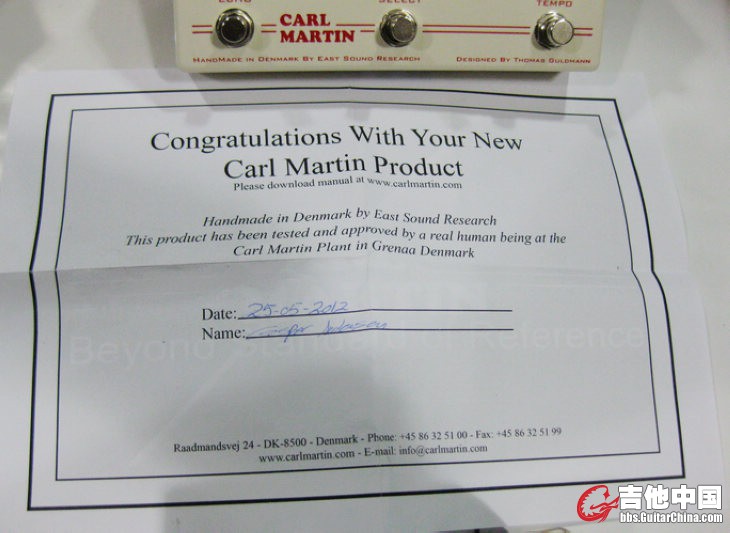 ECHO SELECT TEMPO
CARL
MARTIN
HANDMADE IN DENMARK BY EAST SOUND RESEARCH DESIGNED BY THOMAS GULDMANN
Congratulations With Your New
Carl Martin Product
Please download manual at www.carlmartin.com
Handmade in Denmark by East Sound Research
This product has been tested and approved by a real human being at the
Carl Martin Plant in Grenaa Denmark
Date: 25-05-2012
Name:
Beyond Reference
Raadmandsvej 24 - DK-8500 - Denmark - Phone: +45 86 32 51 00 - Fax: +45 86 32 51 99
www.carlmartin.com - E-mail: info@carlmartin.com
吉他中国
bbs.GuitarChina.com